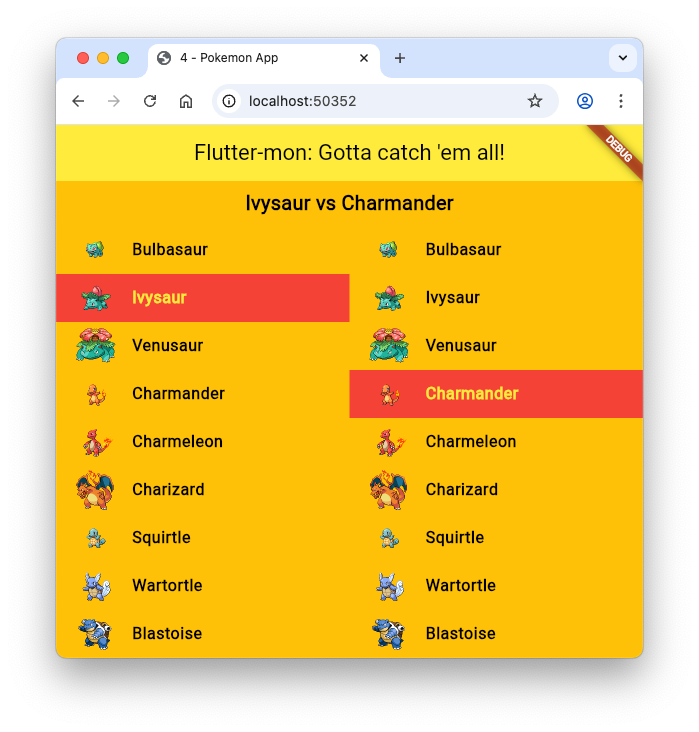 4 - Pokemon App
localhost:50352
Flutter-mon: Gotta catch 'em all!
DEBUG
Ivysaur vs Charmander
Bulbasaur Bulbasaur
Ivysaur Ivysaur
Venusaur Venusaur
Charmander Charmander
Charmeleon Charmeleon
Charizard Charizard
Squirtle Squirtle
Wartortle Wartortle
Blastoise Blastoise